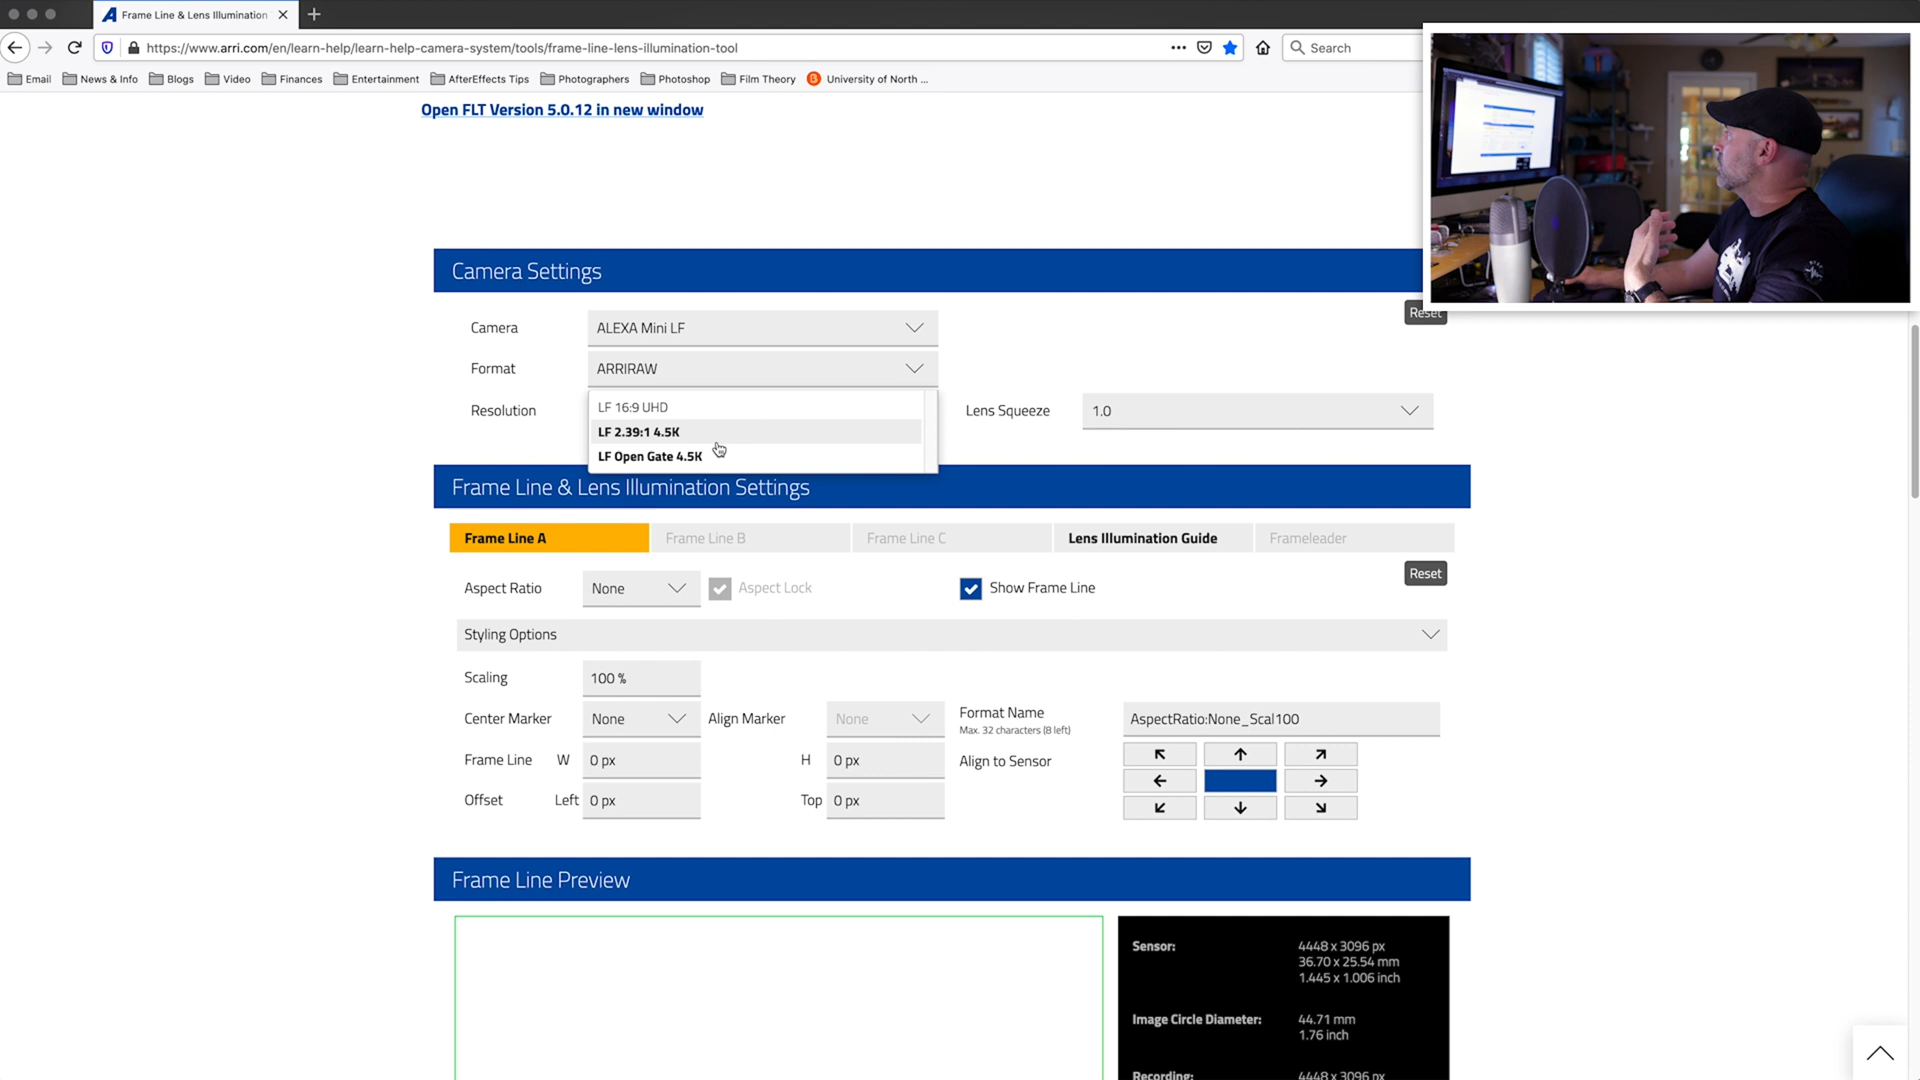 Frame Line & Lens Illumination
https://www.arri.com/en/learn-help/learn-help-camera-system/tools/frame-line-lens-illumination-tool
Search
Email News & Info Blogs Video Finances Entertainment AfterEffects Tips Photographers Photoshop Film Theory University of North ...
Open FLT Version 5.0.12 in new window
Camera Settings
Reset
Camera ALEXA Mini LF
Format ARRIRAW
Resolution
LF 16:9 UHD
LF 2.39:1 4.5K
LF Open Gate 4.5K
Lens Squeeze 1.0
Frame Line & Lens Illumination Settings
Frame Line A Frame Line B Frame Line C Lens Illumination Guide Frameleader
Reset
Aspect Ratio None Aspect Lock Show Frame Line
Styling Options
Scaling 100 %
Center Marker None Align Marker None
Format Name AspectRatio:None_Scal100
Max. 32 characters (8 left)
Frame Line W 0 px H 0 px Align to Sensor
Offset Left 0 px Top 0 px
Frame Line Preview
Sensor: 4448 x 3096 px
36.70 x 25.54 mm
1.445 x 1.006 inch
Image Circle Diameter: 44.71 mm
1.76 inch
Recording: 4448 x 3096 px